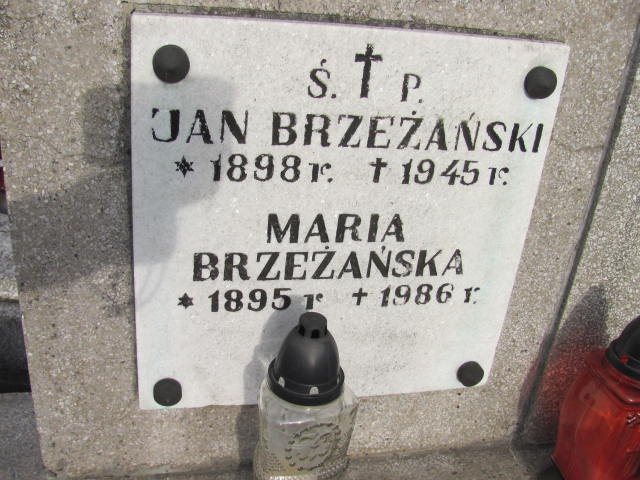 Ś. † P.
JAN BRZEŻAŃSKI
* 1898 r. † 1945 r.
MARIA
BRZEŻAŃSKA
* 1895 r. † 1986 r.